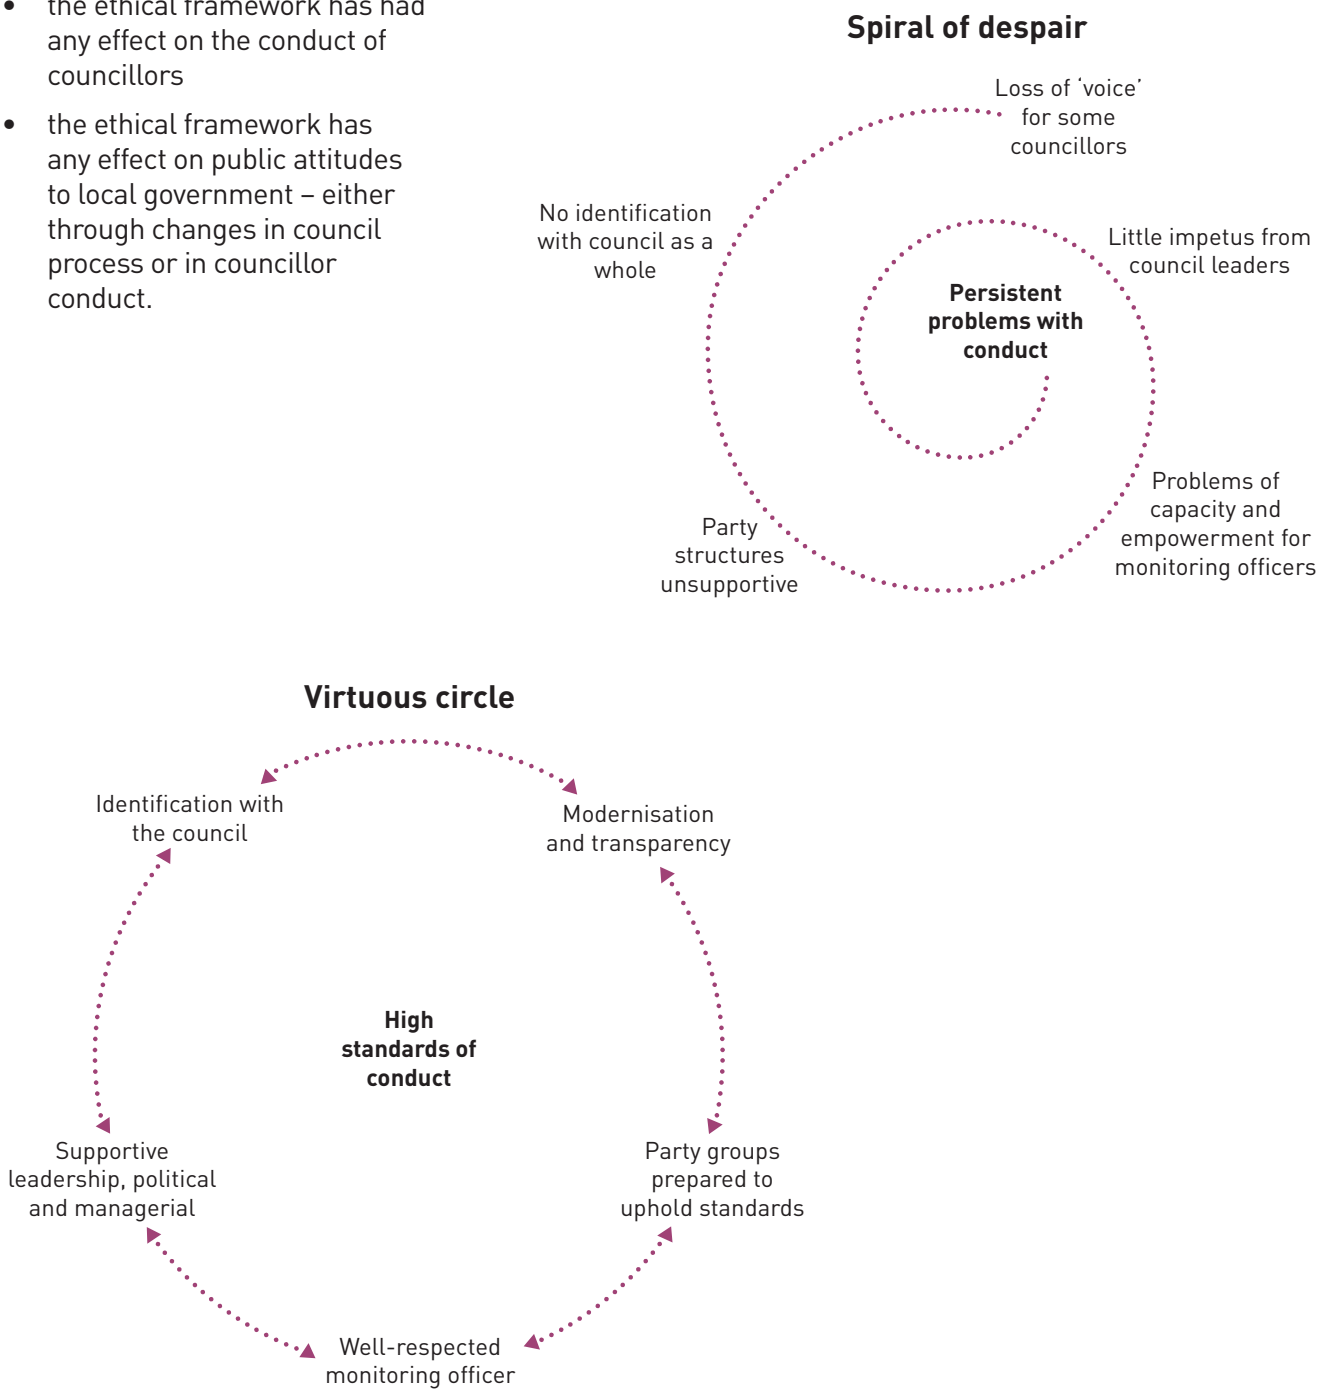 • the ethical framework has had
any effect on the conduct of
councillors
• the ethical framework has
any effect on public attitudes
to local government – either
through changes in council
process or in councillor
conduct.
Spiral of despair
Loss of ‘voice’
for some
councillors
No identification
with council as a
whole
Little impetus from
council leaders
Persistent
problems with
conduct
Problems of
capacity and
empowerment for
monitoring officers
Party
structures
unsupportive
Virtuous circle
Identification with
the council
Modernisation
and transparency
High
standards of
conduct
Supportive
leadership, political
and managerial
Party groups
prepared to
uphold standards
Well-respected
monitoring officer